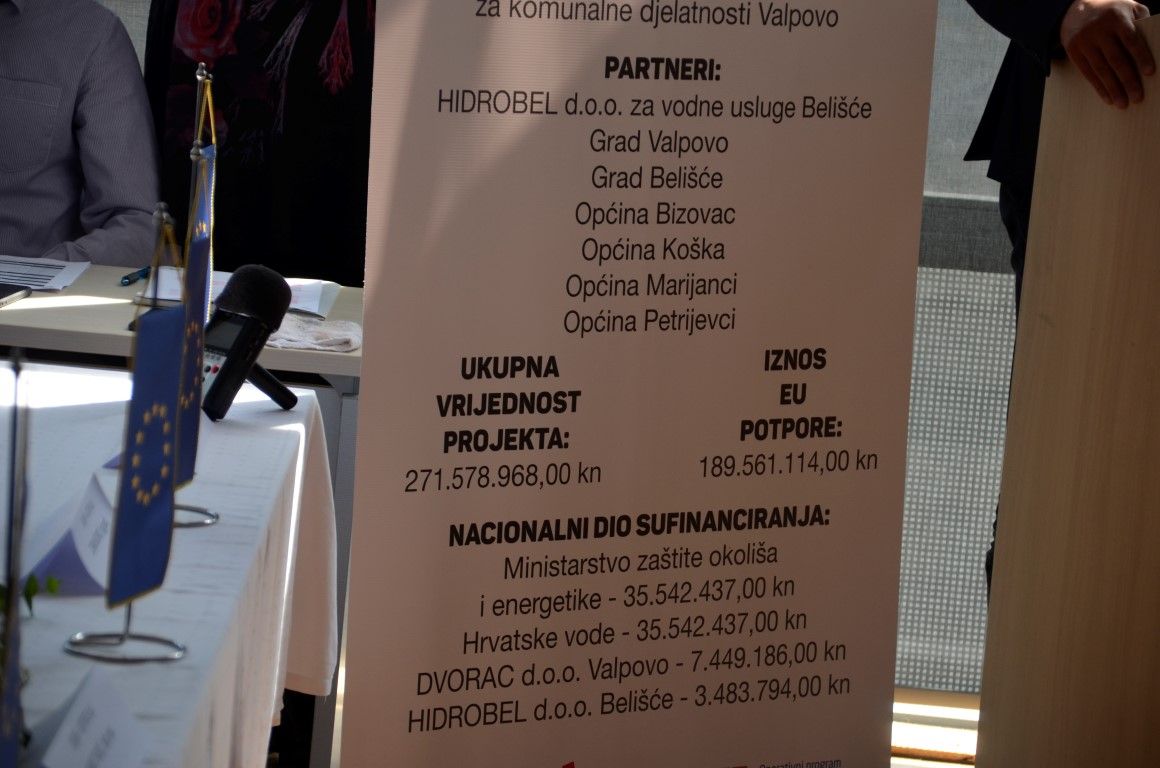 za komunalne djelatnosti Valpovo
PARTNERI:
HIDROBEL d.o.o. za vodne usluge Belišće
Grad Valpovo
Grad Belišće
Općina Bizovac
Općina Koška
Općina Marijanci
Općina Petrijevci
UKUPNA
VRIJEDNOST
PROJEKTA:
271.578.968,00 kn
IZNOS
EU
POTPORE:
189.561.114,00 kn
NACIONALNI DIO SUFINANCIRANJA:
Ministarstvo zaštite okoliša
i energetike - 35.542.437,00 kn
Hrvatske vode - 35.542.437,00 kn
DVORAC d.o.o. Valpovo - 7.449.186,00 kn
HIDROBEL d.o.o. Belišće - 3.483.794,00 kn
Operativni program